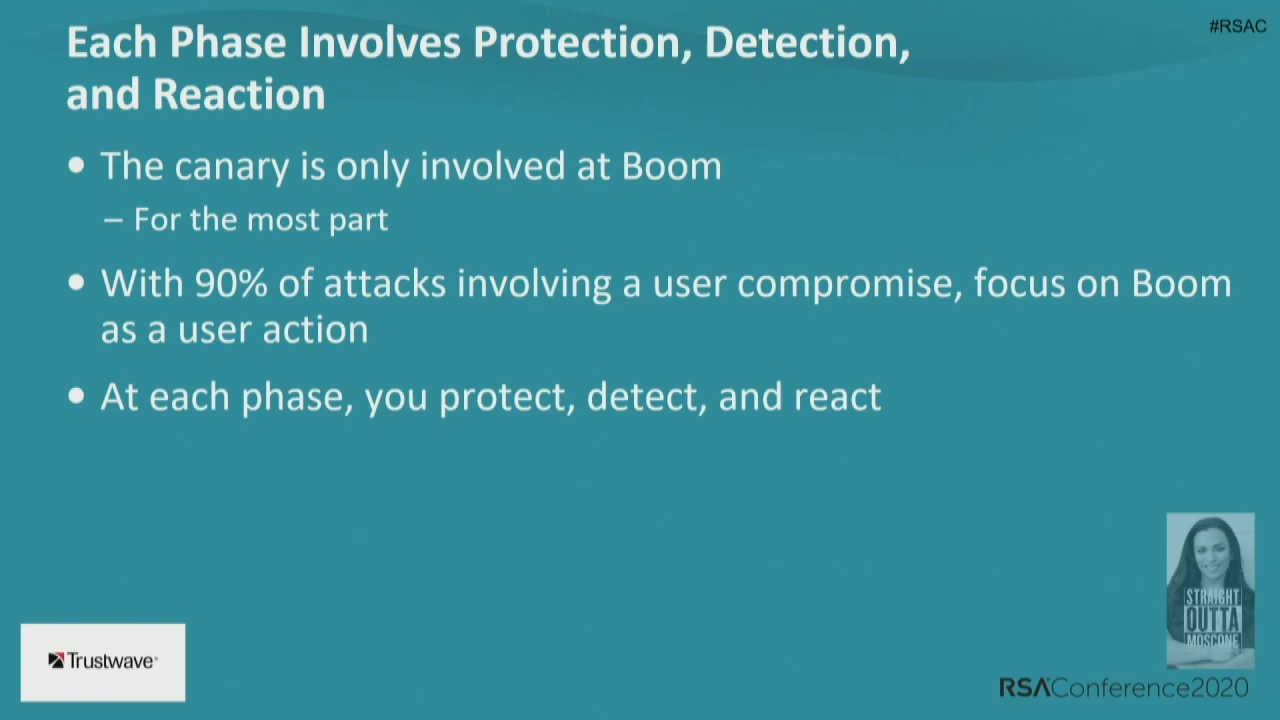 #RSAC
Each Phase Involves Protection, Detection,
and Reaction
• The canary is only involved at Boom
– For the most part
• With 90% of attacks involving a user compromise, focus on Boom
as a user action
• At each phase, you protect, detect, and react
STRAIGHT
OUTTA
MOSCONE
Trustwave®
RSAConference2020